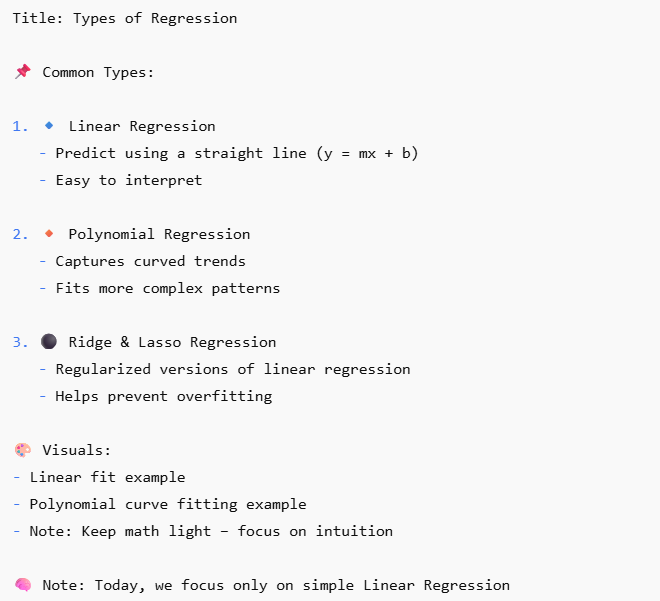 Title: Types of Regression
📌 Common Types:
1. 🔹 Linear Regression
- Predict using a straight line (y = mx + b)
- Easy to interpret
2. 🔸 Polynomial Regression
- Captures curved trends
- Fits more complex patterns
3. ⚫ Ridge & Lasso Regression
- Regularized versions of linear regression
- Helps prevent overfitting
🎨 Visuals:
- Linear fit example
- Polynomial curve fitting example
- Note: Keep math light – focus on intuition
🧠 Note: Today, we focus only on simple Linear Regression